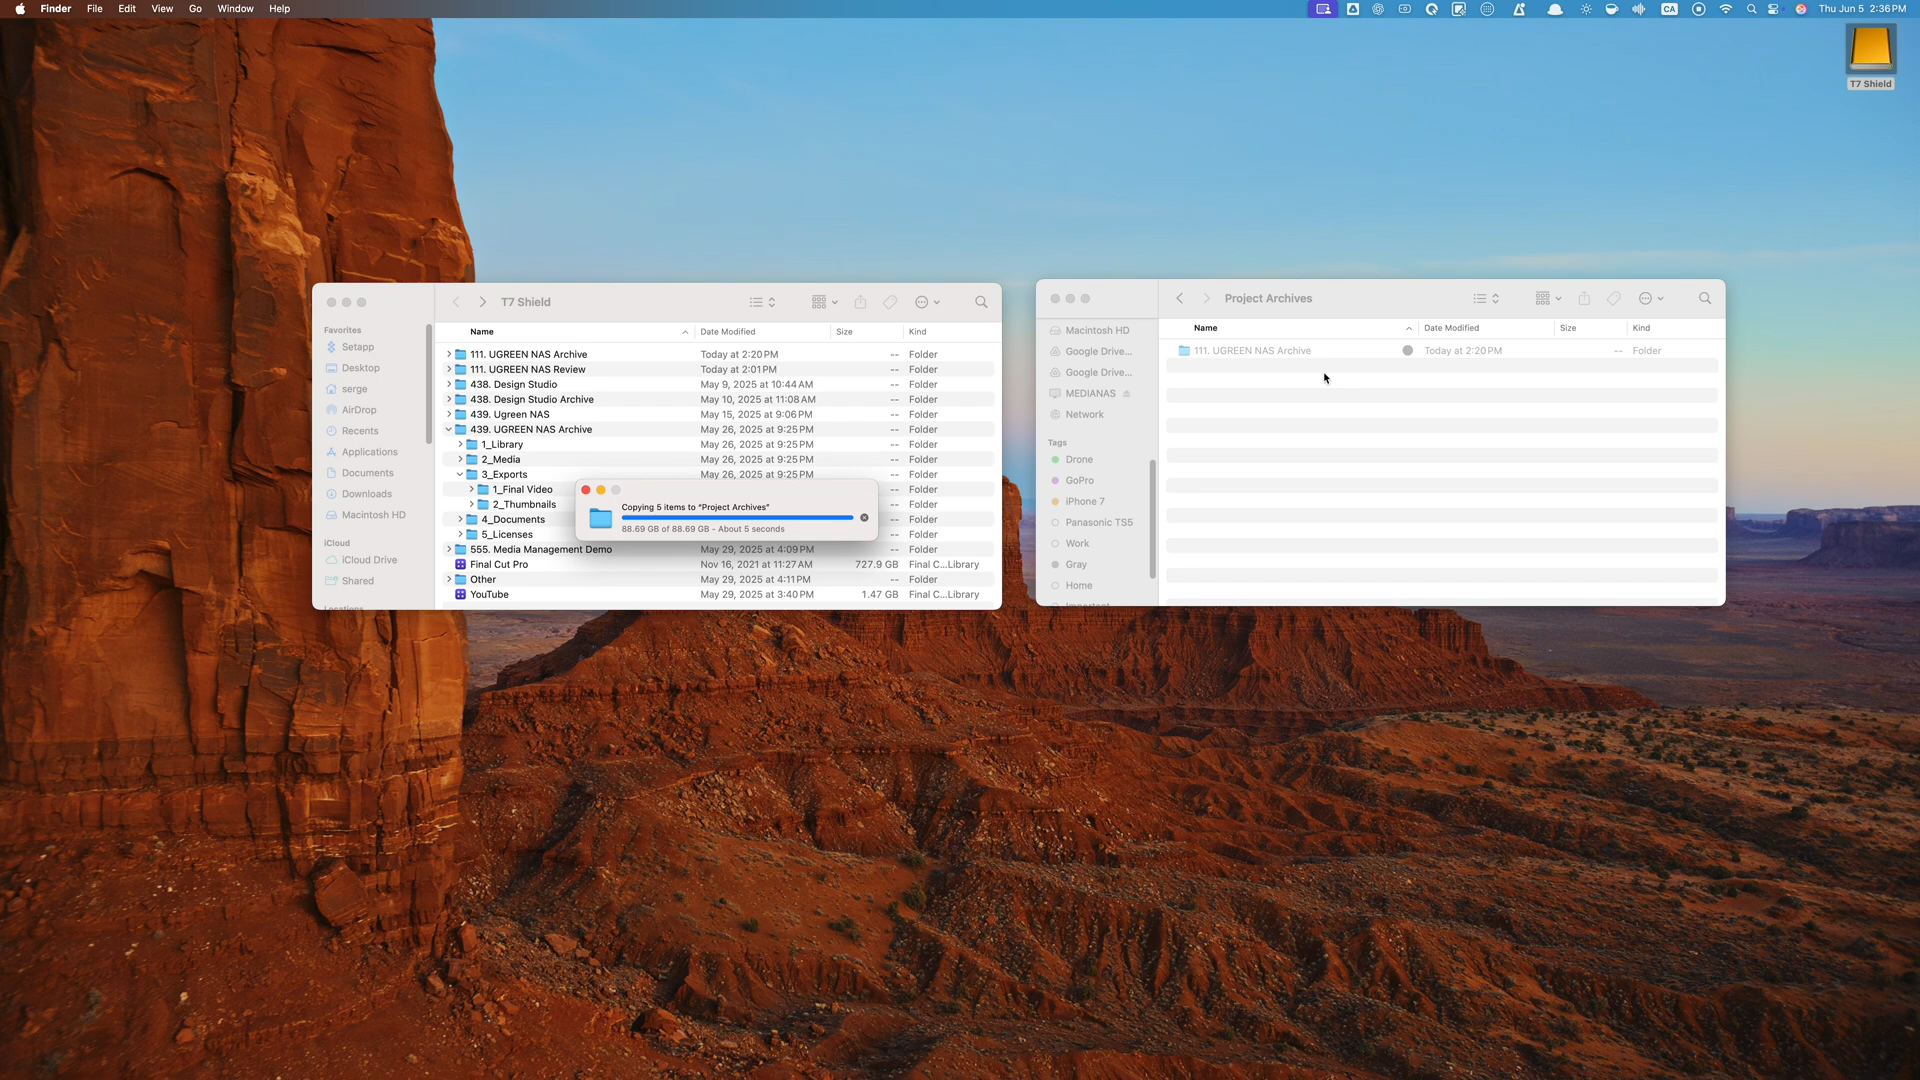 Finder File Edit View Go Window Help
CA Thu Jun 5 2:36 PM
T7 Shield
T7 Shield
Favorites
Setapp
Desktop
serge
AirDrop
Recents
Applications
Documents
Downloads
Macintosh HD
iCloud
iCloud Drive
Shared
Locations
Name Date Modified Size Kind
111. UGREEN NAS Archive Today at 2:20 PM -- Folder
111. UGREEN NAS Review Today at 2:01 PM -- Folder
438. Design Studio May 9, 2025 at 10:44 AM -- Folder
438. Design Studio Archive May 10, 2025 at 11:08 AM -- Folder
439. Ugreen NAS May 15, 2025 at 9:06 PM -- Folder
439. UGREEN NAS Archive May 26, 2025 at 9:25 PM -- Folder
1_Library May 26, 2025 at 9:25 PM -- Folder
2_Media May 26, 2025 at 9:25 PM -- Folder
3_Exports May 26, 2025 at 9:25 PM -- Folder
1_Final Video -- Folder
2_Thumbnails -- Folder
4_Documents -- Folder
5_Licenses -- Folder
555. Media Management Demo May 29, 2025 at 4:09 PM -- Folder
Final Cut Pro Nov 16, 2021 at 11:27 AM 727.9 GB Final C...Library
Other May 29, 2025 at 4:11 PM -- Folder
YouTube May 29, 2025 at 3:40 PM 1.47 GB Final C...Library
Copying 5 items to "Project Archives"
88.69 GB of 88.69 GB - About 5 seconds
Project Archives
Macintosh HD
Google Drive...
Google Drive...
MEDIANAS
Network
Tags
Drone
GoPro
iPhone 7
Panasonic TS5
Work
Gray
Home
Important
Name Date Modified Size Kind
111. UGREEN NAS Archive Today at 2:20 PM -- Folder